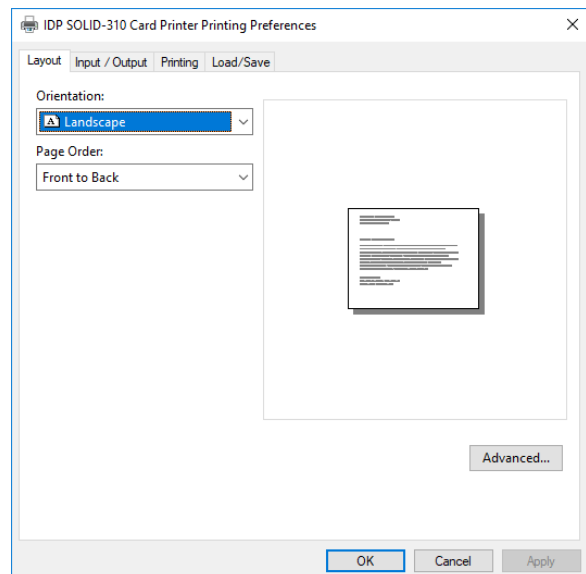 IDP SOLID-310 Card Printer Printing Preferences
Layout Input / Output Printing Load/Save
Orientation:
A Landscape
Page Order:
Front to Back
Advanced...
OK Cancel Apply